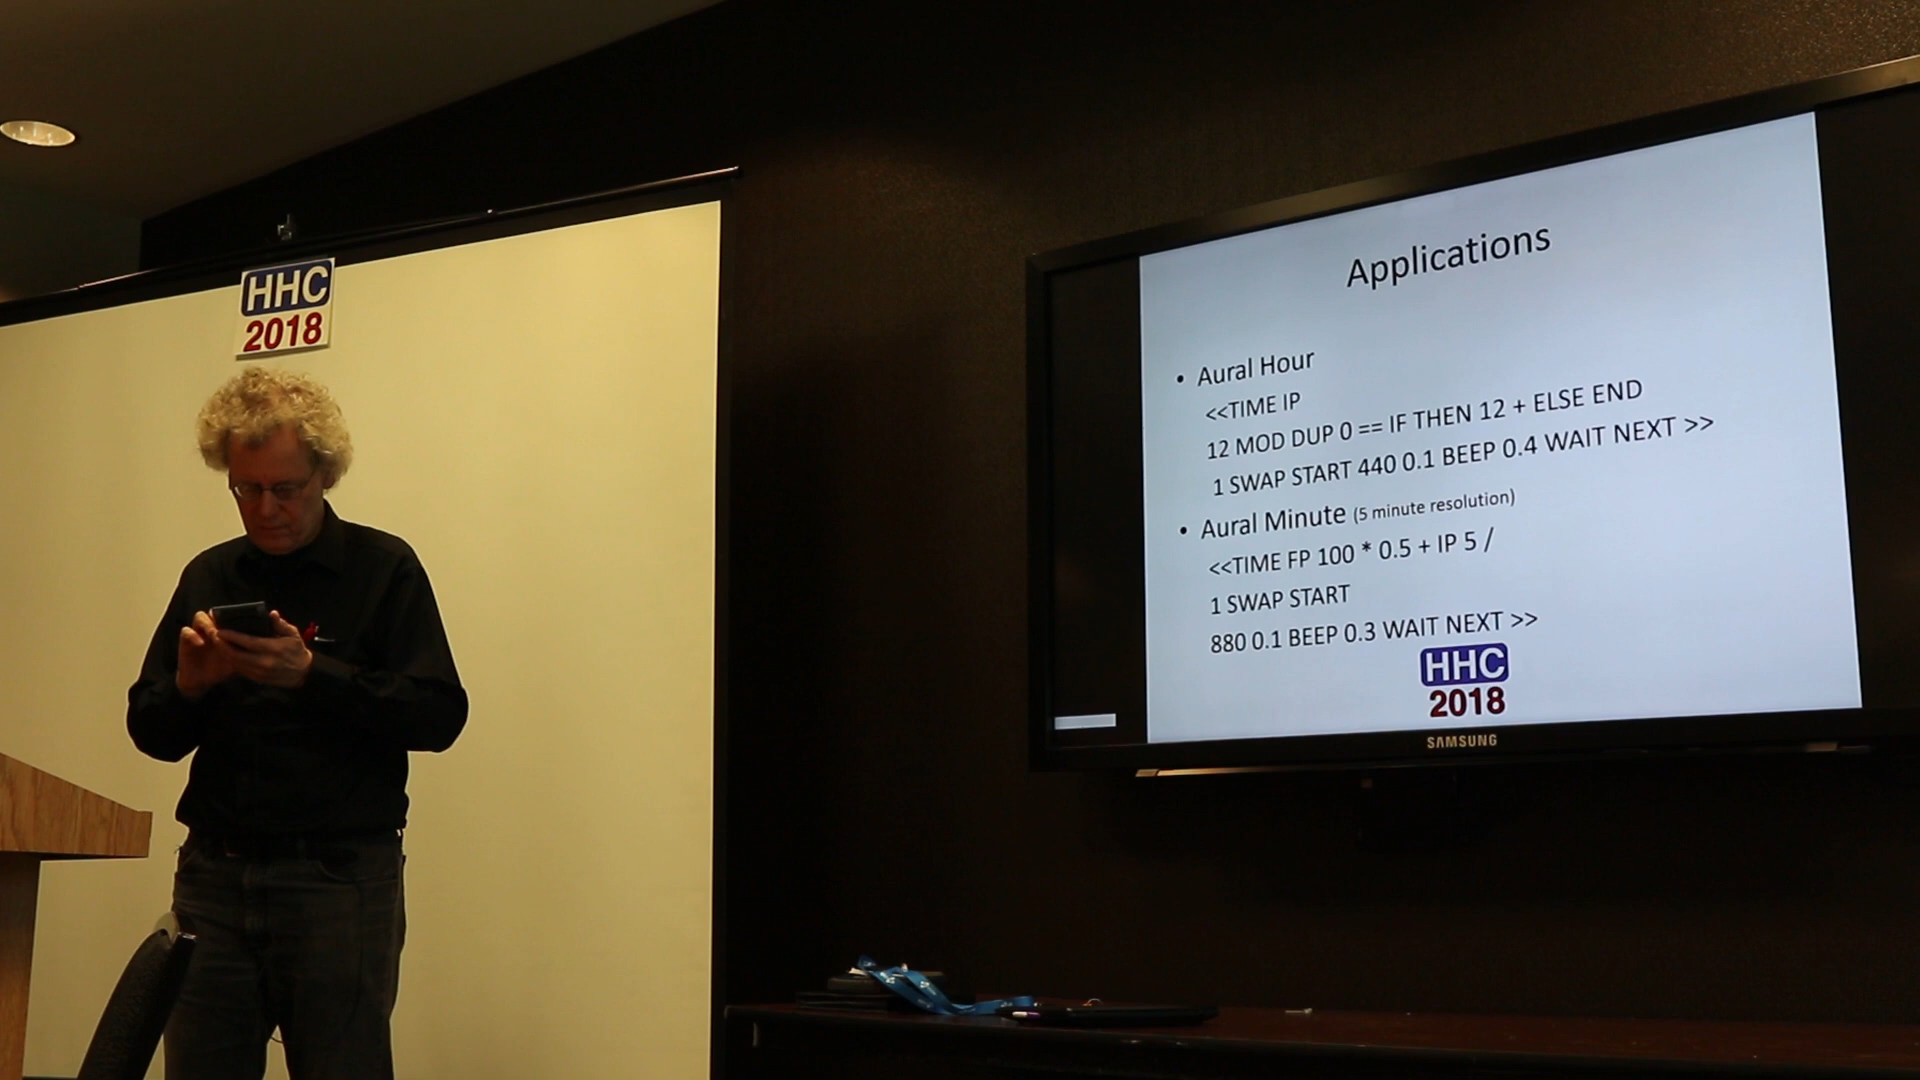 HHC
2018
Applications
• Aural Hour
<<TIME IP
12 MOD DUP 0 == IF THEN 12 + ELSE END
1 SWAP START 440 0.1 BEEP 0.4 WAIT NEXT >>
• Aural Minute (5 minute resolution)
<<TIME FP 100 * 0.5 + IP 5 /
1 SWAP START
880 0.1 BEEP 0.3 WAIT NEXT >>
HHC
2018
SAMSUNG